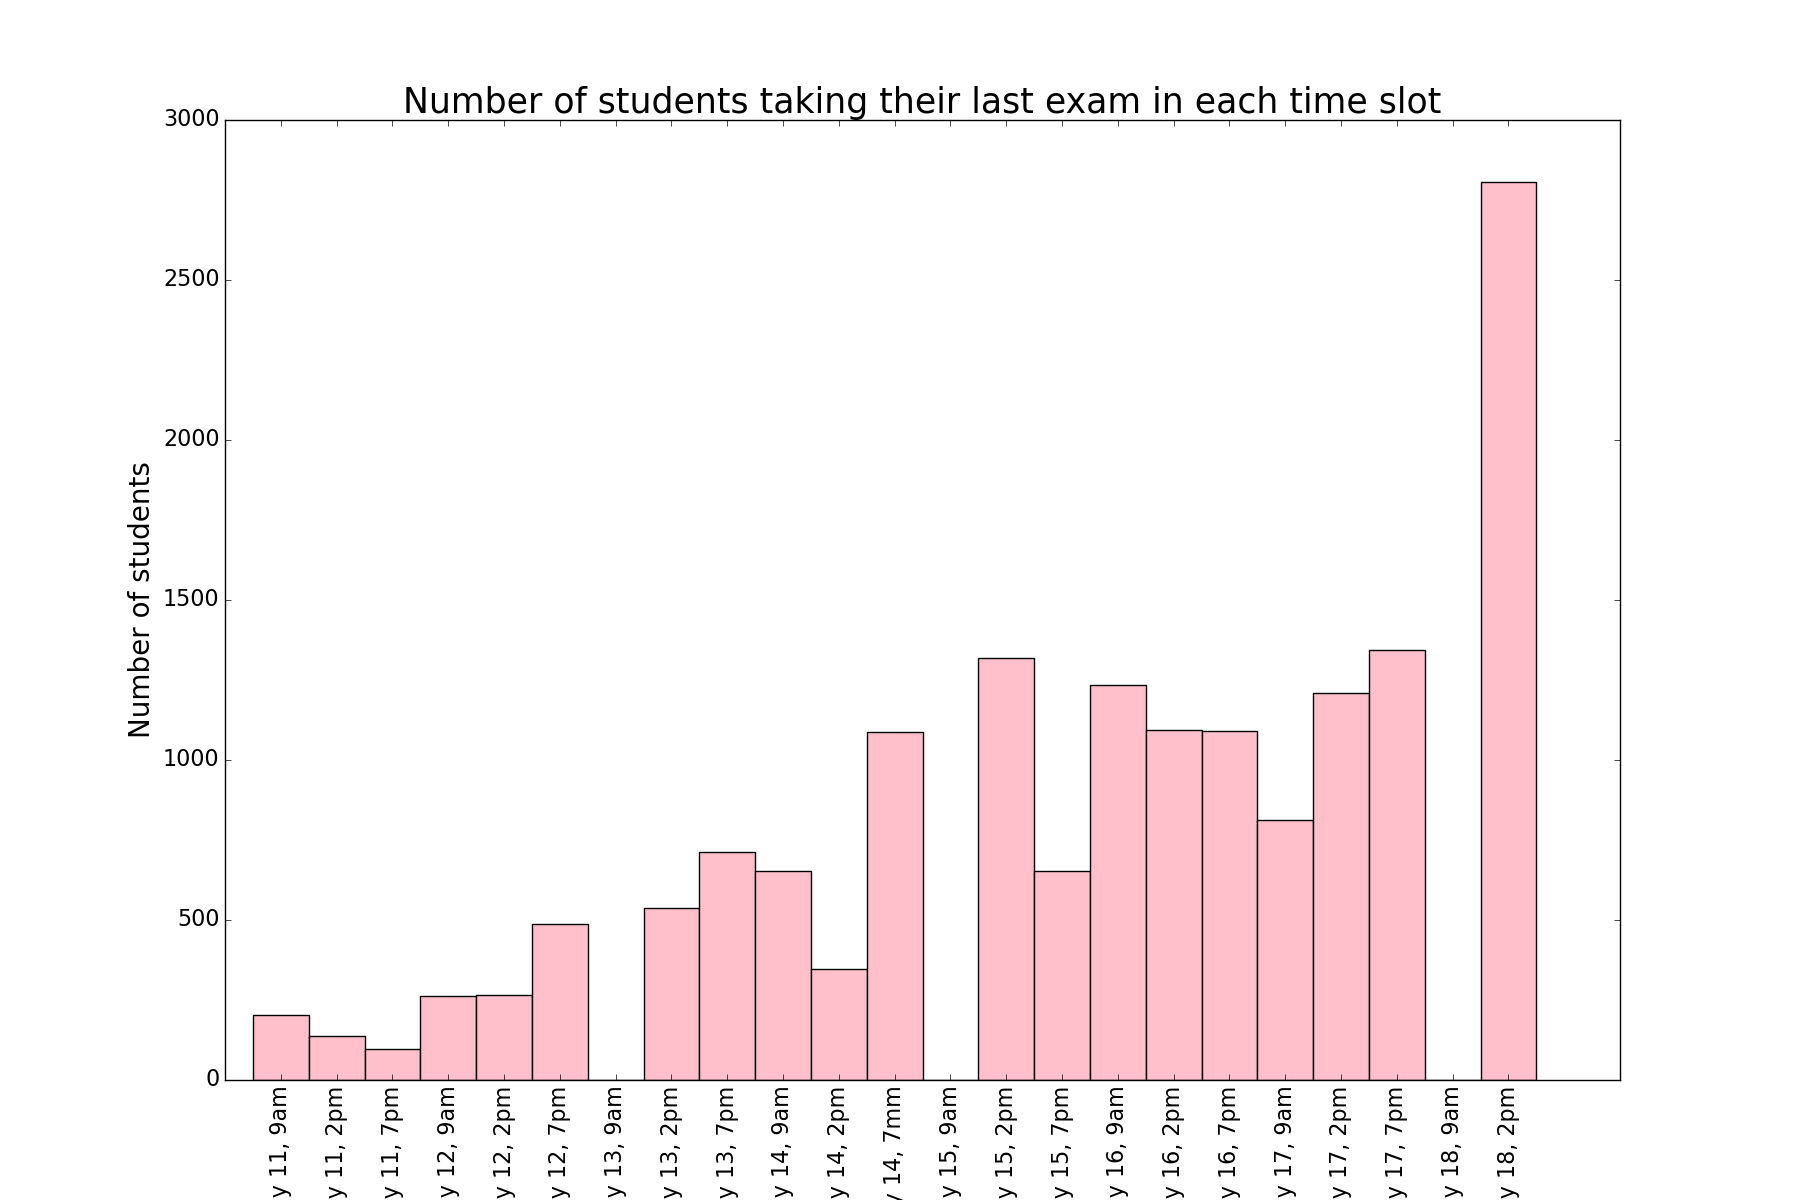 Number of students taking their last exam in each time slot
3000
2500
2000
1500
1000
500
0
Number of students
y 11, 9am
y 11, 2pm
y 11, 7pm
y 12, 9am
y 12, 2pm
y 12, 7pm
y 13, 9am
y 13, 2pm
y 13, 7pm
y 14, 9am
y 14, 2pm
y 14, 7mm
y 15, 9am
y 15, 2pm
y 15, 7pm
y 16, 9am
y 16, 2pm
y 16, 7pm
y 17, 9am
y 17, 2pm
y 17, 7pm
y 18, 9am
y 18, 2pm